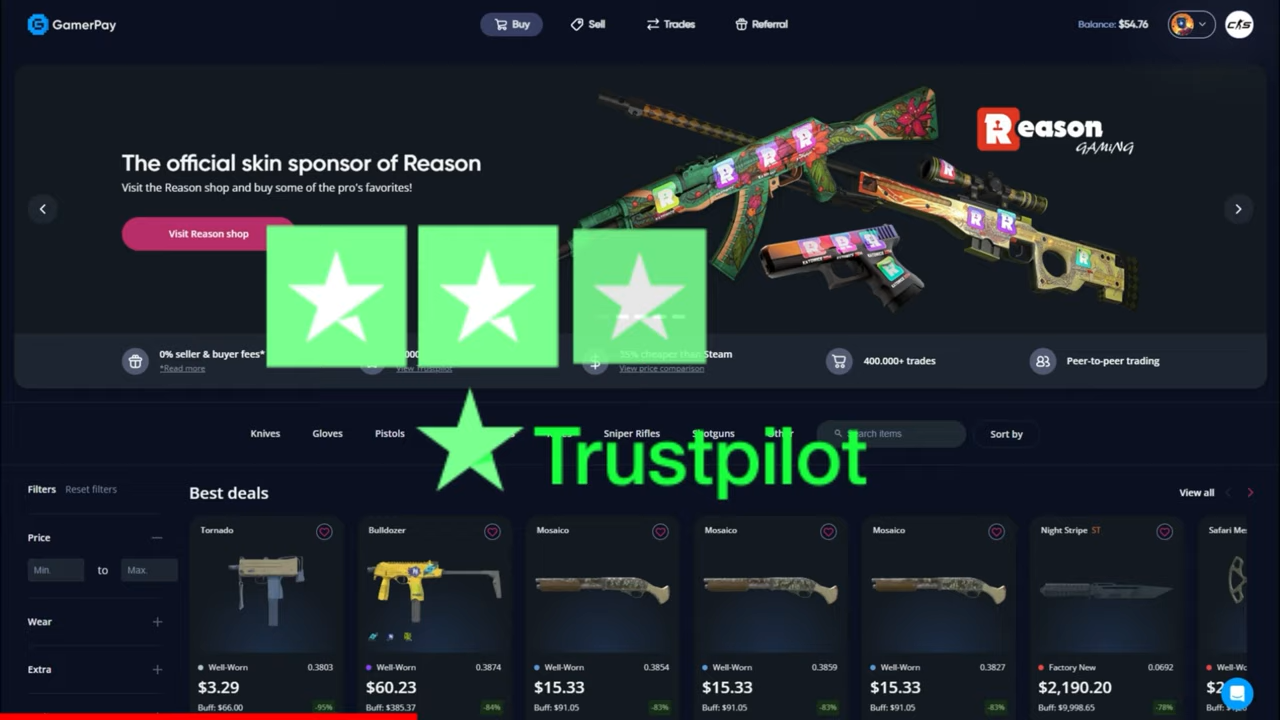 GamerPay
Buy
Sell
Trades
Referral
Balance: $54.76
Reason
GAMING
The official skin sponsor of Reason
Visit the Reason shop and buy some of the pro's favorites!
Visit Reason shop
0% seller & buyer fees*
*Read more
View Trustpilot
35% cheaper than Steam
View price comparison
400.000+ trades
Peer-to-peer trading
Knives
Gloves
Pistols
Sniper Rifles
Shotguns
Other
Search items
Sort by
Trustpilot
Filters
Reset filters
Best deals
View all
Price
Min.
to
Max.
Wear
Extra
Tornado
Well-Worn
0.3803
$3.29
Buff: $66.00
-95%
Bulldozer
Well-Worn
0.3874
$60.23
Buff: $385.37
-84%
Mosaico
Well-Worn
0.3854
$15.33
Buff: $91.05
-83%
Mosaico
Well-Worn
0.3859
$15.33
Buff: $91.05
-83%
Mosaico
Well-Worn
0.3827
$15.33
Buff: $91.05
-83%
Night Stripe ST
Factory New
0.0692
$2,190.20
Buff: $9,998.65
-78%
Safari Me
Well-Wo